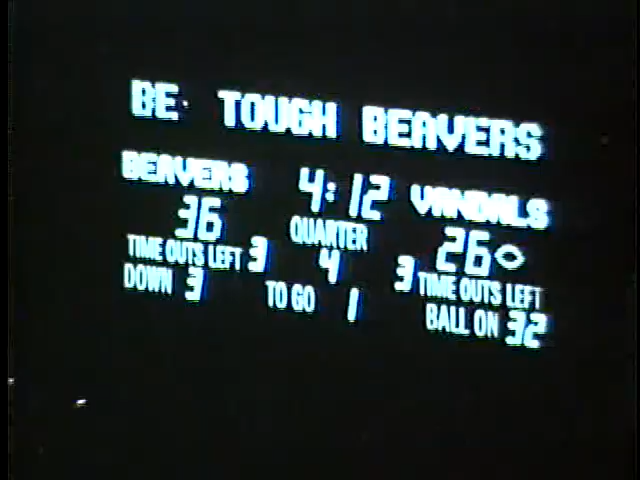 BE TOUGH BEAVERS
BEAVERS 4:12 VANDALS
36 QUARTER 26
TIME OUTS LEFT 3 4 3 TIME OUTS LEFT
DOWN 3 TO GO 1 BALL ON 32